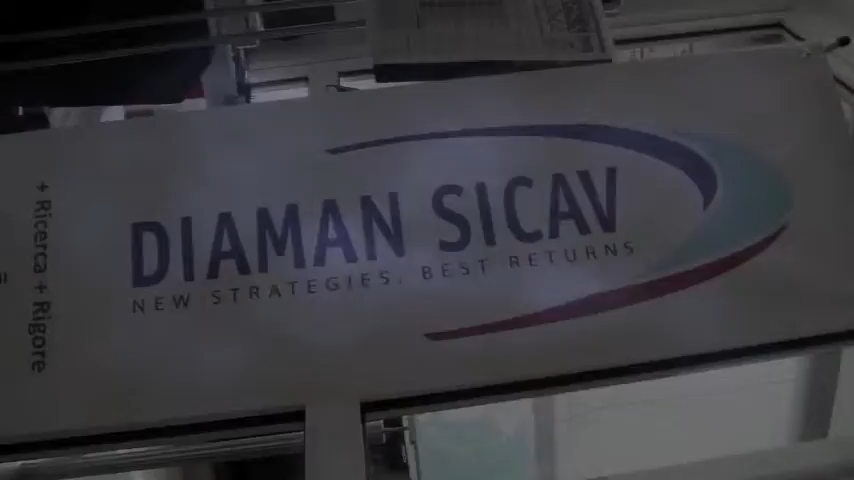 DIAMAN SICAV
NEW STRATEGIES, BEST RETURNS
+ Ricerca + Rigore